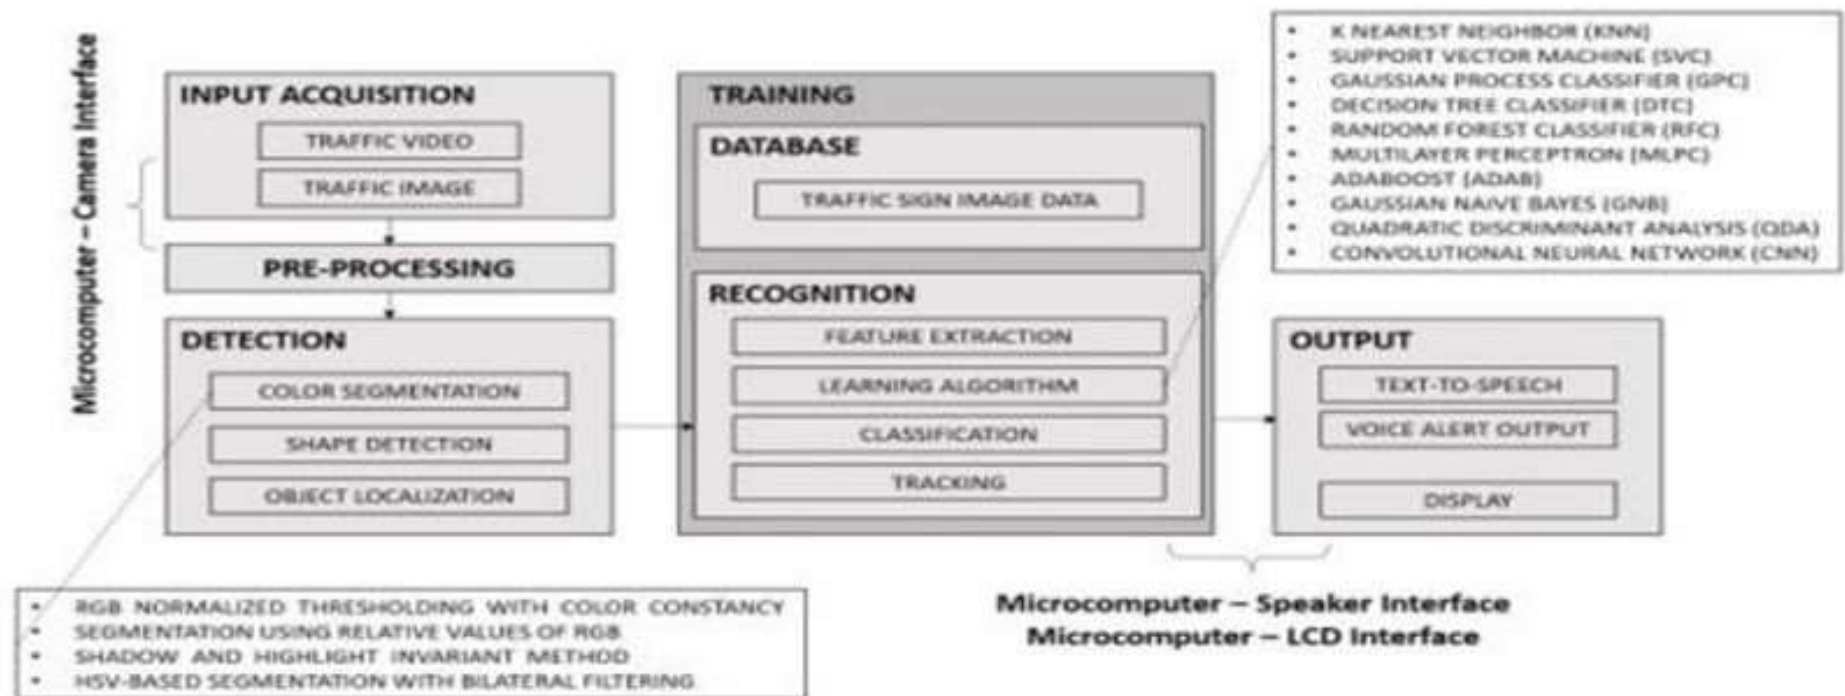 Microcomputer – Camera Interface
INPUT ACQUISITION
TRAFFIC VIDEO
TRAFFIC IMAGE
PRE-PROCESSING
DETECTION
COLOR SEGMENTATION
SHAPE DETECTION
OBJECT LOCALIZATION
• RGB NORMALIZED THRESHOLDING WITH COLOR CONSTANCY
• SEGMENTATION USING RELATIVE VALUES OF RGB
• SHADOW AND HIGHLIGHT INVARIANT METHOD
• HSV-BASED SEGMENTATION WITH BILATERAL FILTERING
TRAINING
DATABASE
TRAFFIC SIGN IMAGE DATA
RECOGNITION
FEATURE EXTRACTION
LEARNING ALGORITHM
CLASSIFICATION
TRACKING
• K NEAREST NEIGHBOR (KNN)
• SUPPORT VECTOR MACHINE (SVC)
• GAUSSIAN PROCESS CLASSIFIER (GPC)
• DECISION TREE CLASSIFIER (DTC)
• RANDOM FOREST CLASSIFIER (RFC)
• MULTILAYER PERCEPTRON (MLPC)
• ADABOOST (ADAB)
• GAUSSIAN NAIVE BAYES (GNB)
• QUADRATIC DISCRIMINANT ANALYSIS (QDA)
• CONVOLUTIONAL NEURAL NETWORK (CNN)
OUTPUT
TEXT-TO-SPEECH
VOICE ALERT OUTPUT
DISPLAY
Microcomputer – Speaker Interface
Microcomputer – LCD Interface